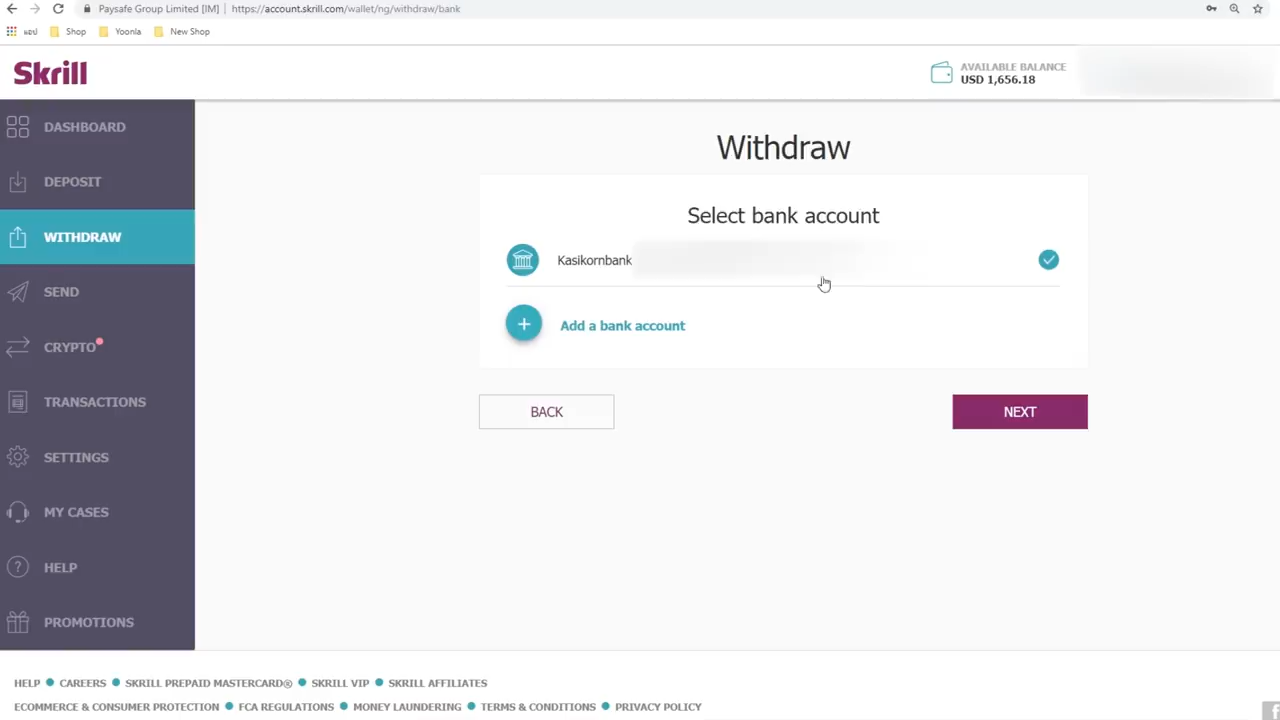 Paysafe Group Limited [IM] | https://account.skrill.com/wallet/ng/withdraw/bank
แอป Shop Yoonla New Shop
Skrill
AVAILABLE BALANCE
USD 1,656.18
DASHBOARD
DEPOSIT
WITHDRAW
SEND
CRYPTO
TRANSACTIONS
SETTINGS
MY CASES
HELP
PROMOTIONS
Withdraw
Select bank account
Kasikornbank
+ Add a bank account
BACK
NEXT
HELP • CAREERS • SKRILL PREPAID MASTERCARD® • SKRILL VIP • SKRILL AFFILIATES
ECOMMERCE & CONSUMER PROTECTION • FCA REGULATIONS • MONEY LAUNDERING • TERMS & CONDITIONS • PRIVACY POLICY